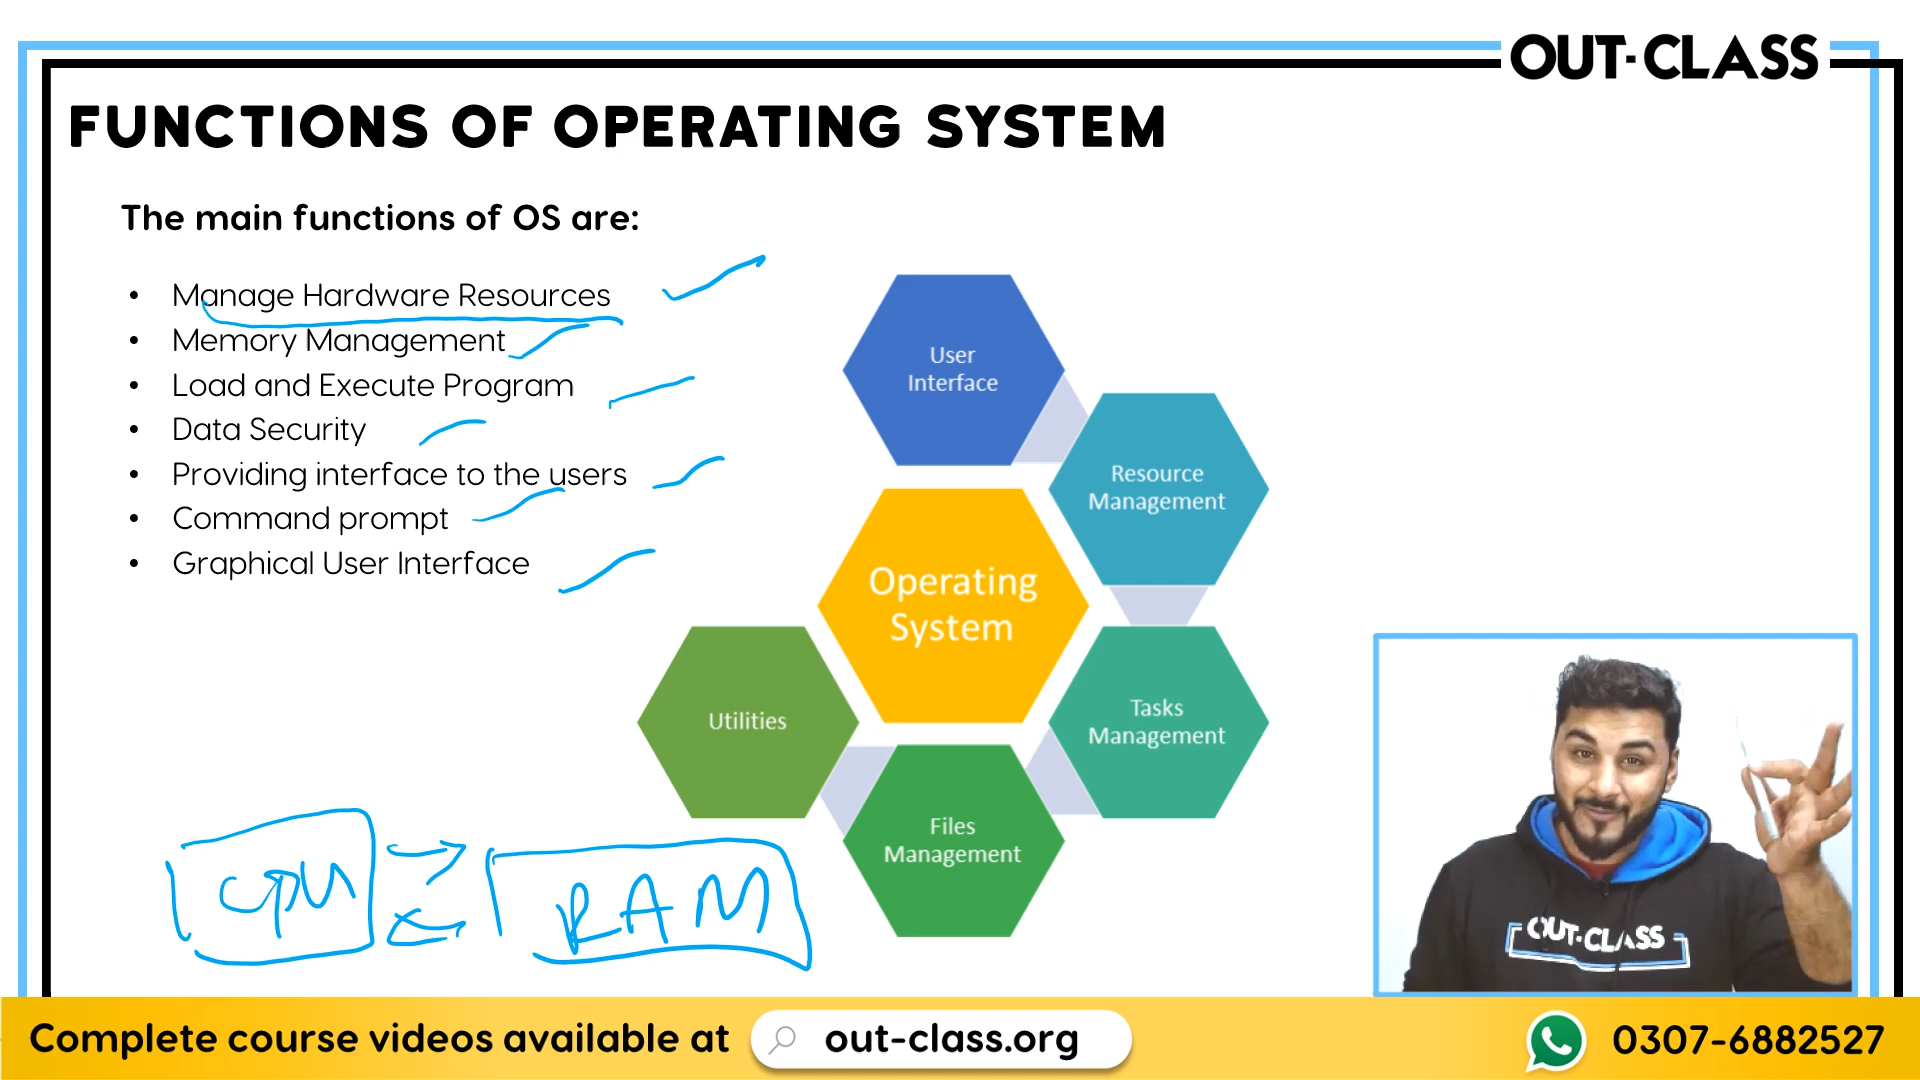 OUT-CLASS
FUNCTIONS OF OPERATING SYSTEM
The main functions of OS are:
• Manage Hardware Resources
• Memory Management
• Load and Execute Program
• Data Security
• Providing interface to the users
• Command prompt
• Graphical User Interface
User
Interface
Resource
Management
Operating
System
Tasks
Management
Utilities
Files
Management
CPU
RAM
OUT-CLASS
Complete course videos available at
out-class.org
0307-6882527